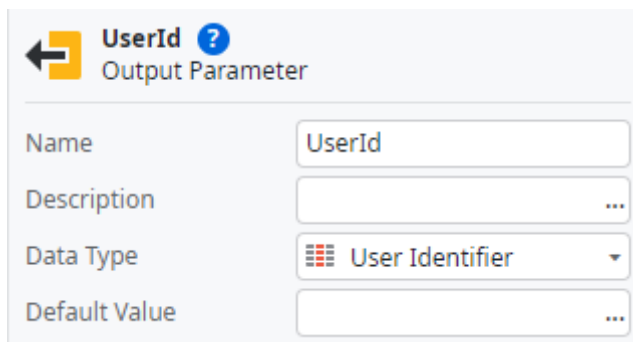 UserId ?
Output Parameter
Name UserId
Description ...
Data Type User Identifier
Default Value ...